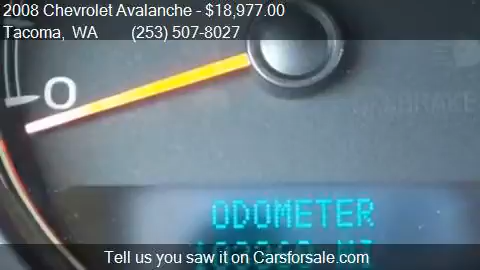 2008 Chevrolet Avalanche - $18,977.00
Tacoma, WA (253) 507-8027
0
BRAKE
ODOMETER
MI
Tell us you saw it on Carsforsale.com